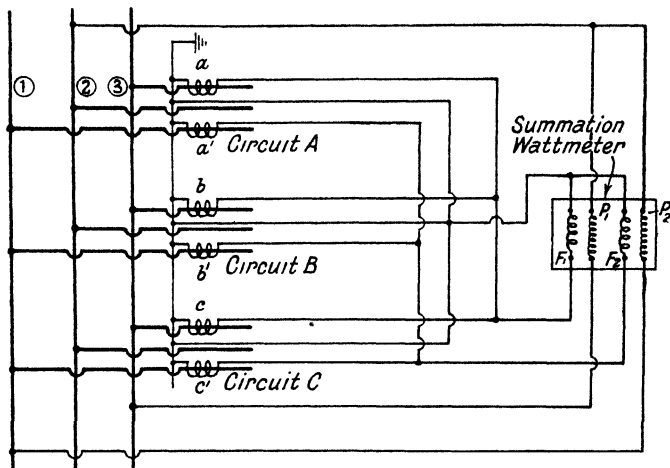 ① ② ③
a
a' Circuit A
Summation
Wattmeter
b
b' Circuit B
P₁ P₂
F₁ F₂
c
c' Circuit C